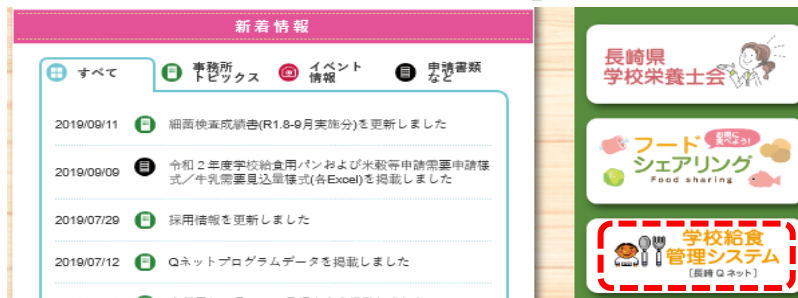 新着情報
すべて
事務所
トピックス
イベント
情報
申請書類
など
2019/09/11 細菌検査成績書(R1.8-9月実施分)を更新しました
2019/09/09 令和２年度学校給食用パンおよび米穀等申請需要申請様
式／牛乳需要見込量様式(各Excel)を掲載しました
2019/07/29 採用情報を更新しました
2019/07/12 Qネットプログラムデータを掲載しました
長崎県
学校栄養士会
フード
お得に
食べよう!
シェアリング
Food sharing
学校給食
管理システム
［長崎Ｑネット］